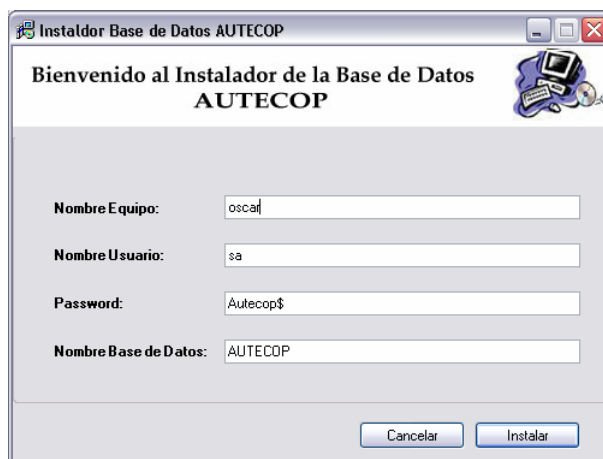 Instaldor Base de Datos AUTECOP
Bienvenido al Instalador de la Base de Datos
AUTECOP
Nombre Equipo: oscar
Nombre Usuario: sa
Password: Autecop$
Nombre Base de Datos: AUTECOP
Cancelar Instalar